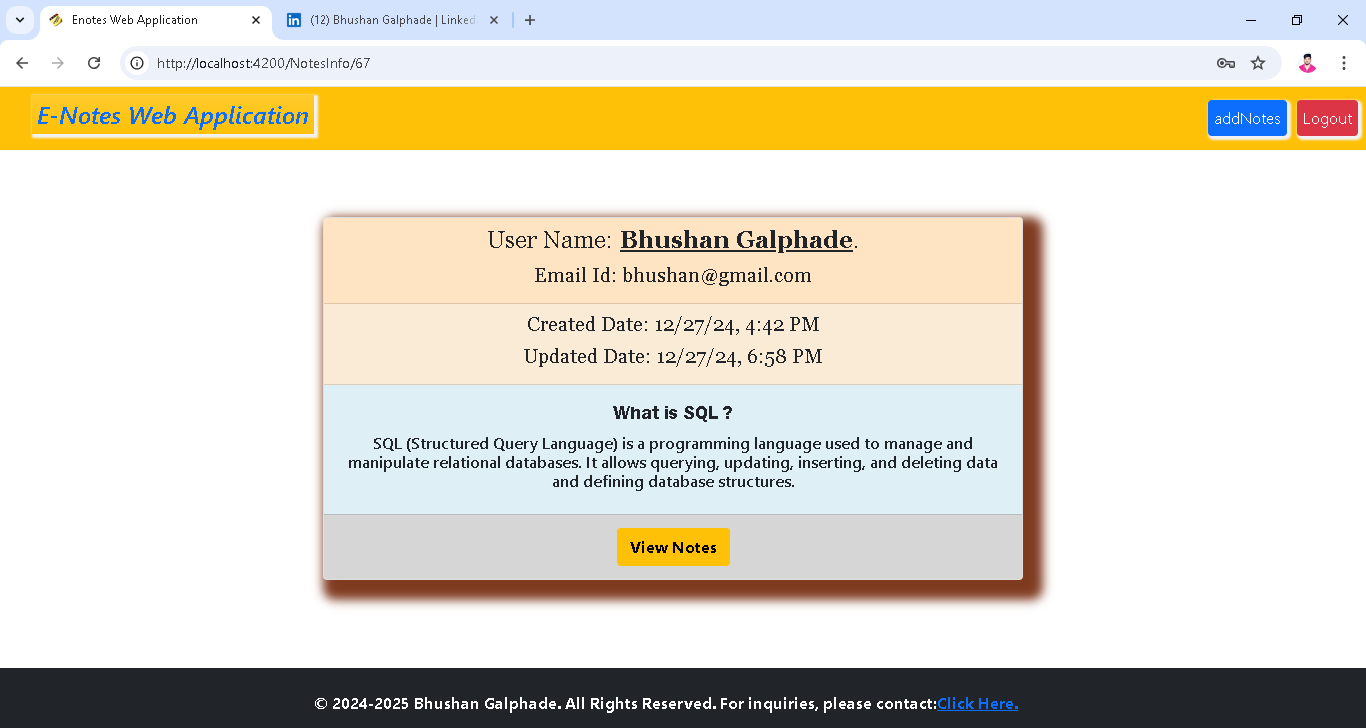 Enotes Web Application
(12) Bhushan Galphade | Linked
http://localhost:4200/NotesInfo/67
E-Notes Web Application
addNotes
Logout
User Name: Bhushan Galphade.
Email Id: bhushan@gmail.com
Created Date: 12/27/24, 4:42 PM
Updated Date: 12/27/24, 6:58 PM
What is SQL ?
SQL (Structured Query Language) is a programming language used to manage and
manipulate relational databases. It allows querying, updating, inserting, and deleting data
and defining database structures.
View Notes
© 2024-2025 Bhushan Galphade. All Rights Reserved. For inquiries, please contact:Click Here.